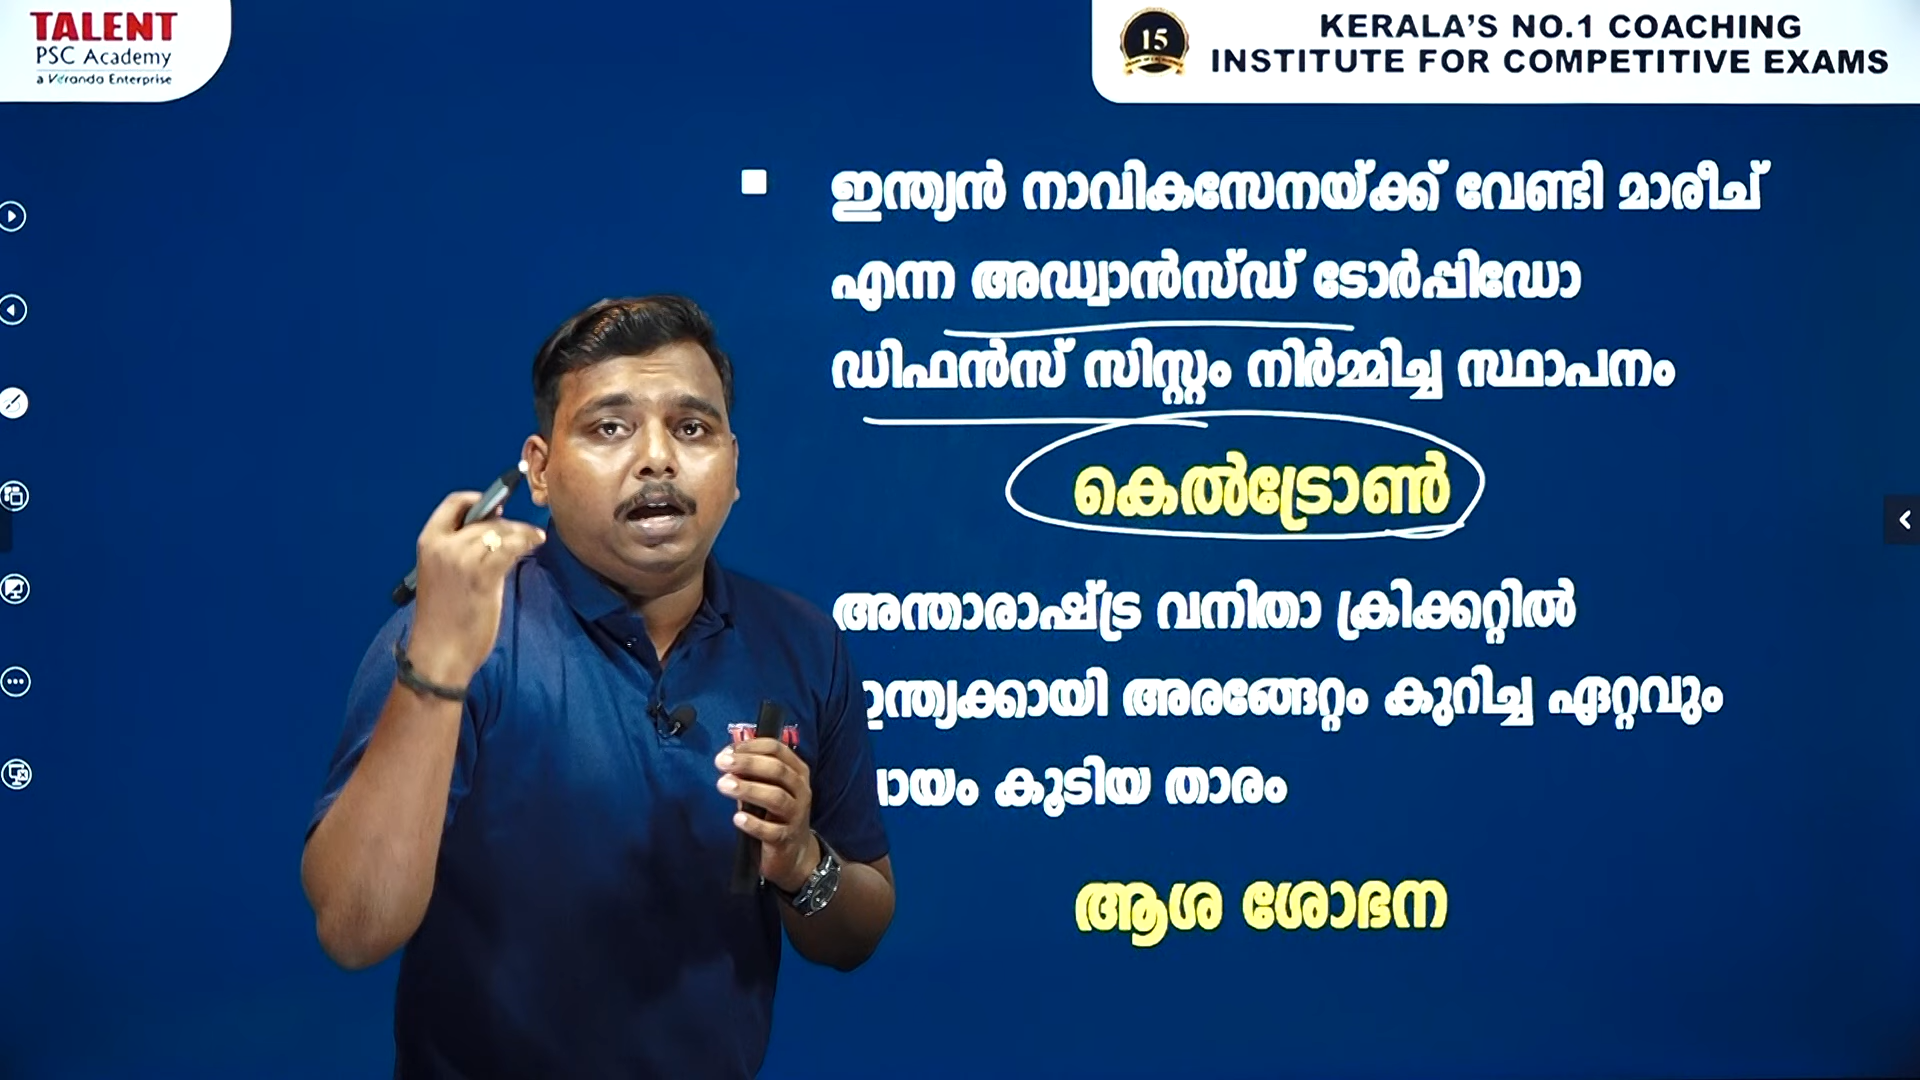 TALENT
PSC Academy
a Veranda Enterprise
15
KERALA'S NO.1 COACHING
INSTITUTE FOR COMPETITIVE EXAMS
ഇന്ത്യൻ നാവികസേനയ്ക്ക് വേണ്ടി മാരീച്
എന്ന അഡ്വാൻസ്ഡ് ടോർപ്പിഡോ
ഡിഫൻസ് സിസ്റ്റം നിർമ്മിച്ച സ്ഥാപനം
കെൽട്രോൺ
അന്താരാഷ്ട്ര വനിതാ ക്രിക്കറ്റിൽ
ഇന്ത്യക്കായി അരങ്ങേറ്റം കുറിച്ച ഏറ്റവും
കൂടിയ താരം
ആശ ശോഭന